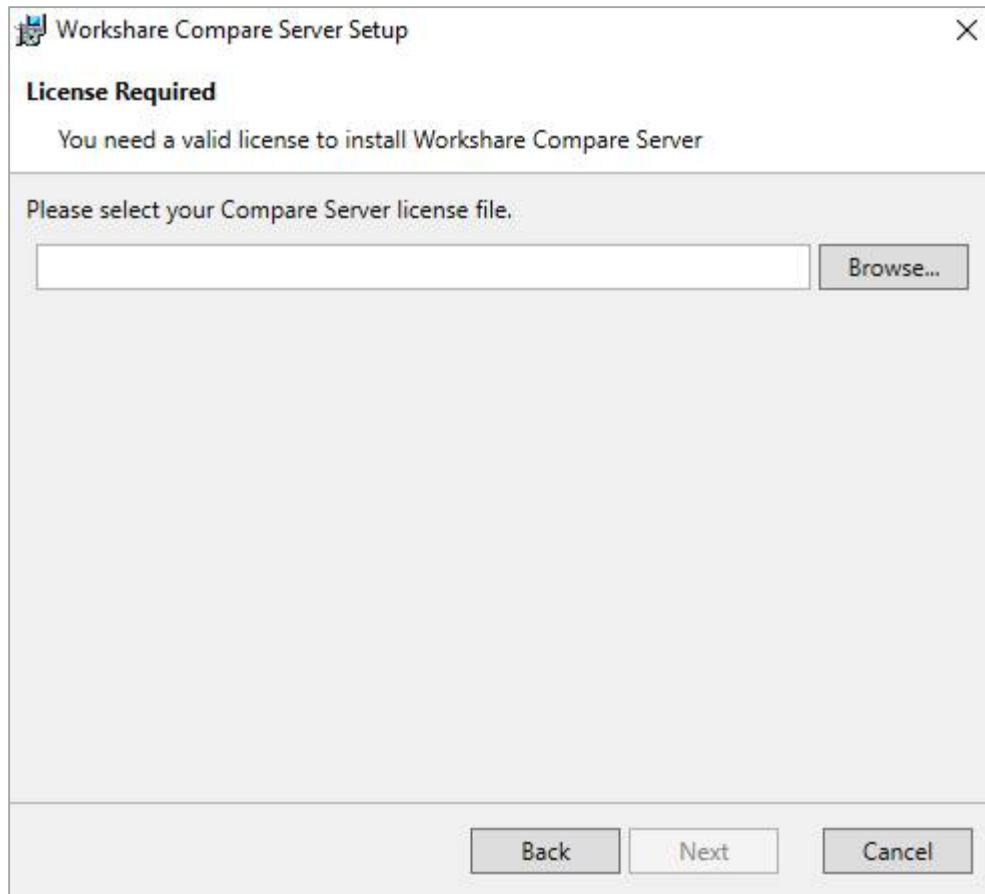 Workshare Compare Server Setup
License Required
You need a valid license to install Workshare Compare Server
Please select your Compare Server license file.
Browse...
Back
Next
Cancel